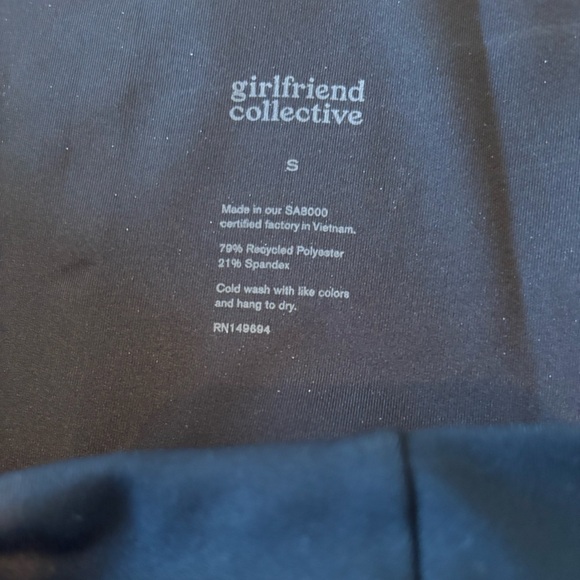 girlfriend
collective
S
Made in our SA8000
certified factory in Vietnam.
79% Recycled Polyester
21% Spandex
Cold wash with like colors
and hang to dry.
RN149694